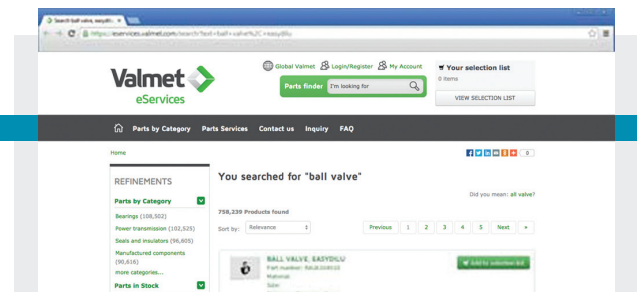 Search ball valve, easydil...
https://eservices.valmet.com/search?text=ball+valve%2C+easydilu
Global Valmet Login/Register My Account
Your selection list
0 items
Valmet
eServices
Parts finder I'm looking for
VIEW SELECTION LIST
Parts by Category Parts Services Contact us Inquiry FAQ
Home
0
REFINEMENTS
You searched for "ball valve"
Did you mean: all valve?
Parts by Category
Bearings (108,502)
758,239 Products found
Power transmission (102,525)
Sort by: Relevance
Previous 1 2 3 4 5 Next »
Seals and insulators (96,605)
Manufactured components
(90,616)
more categories...
BALL VALVE, EASYDILU
Add to selection list
Part number:
Material:
Parts in Stock
Size: